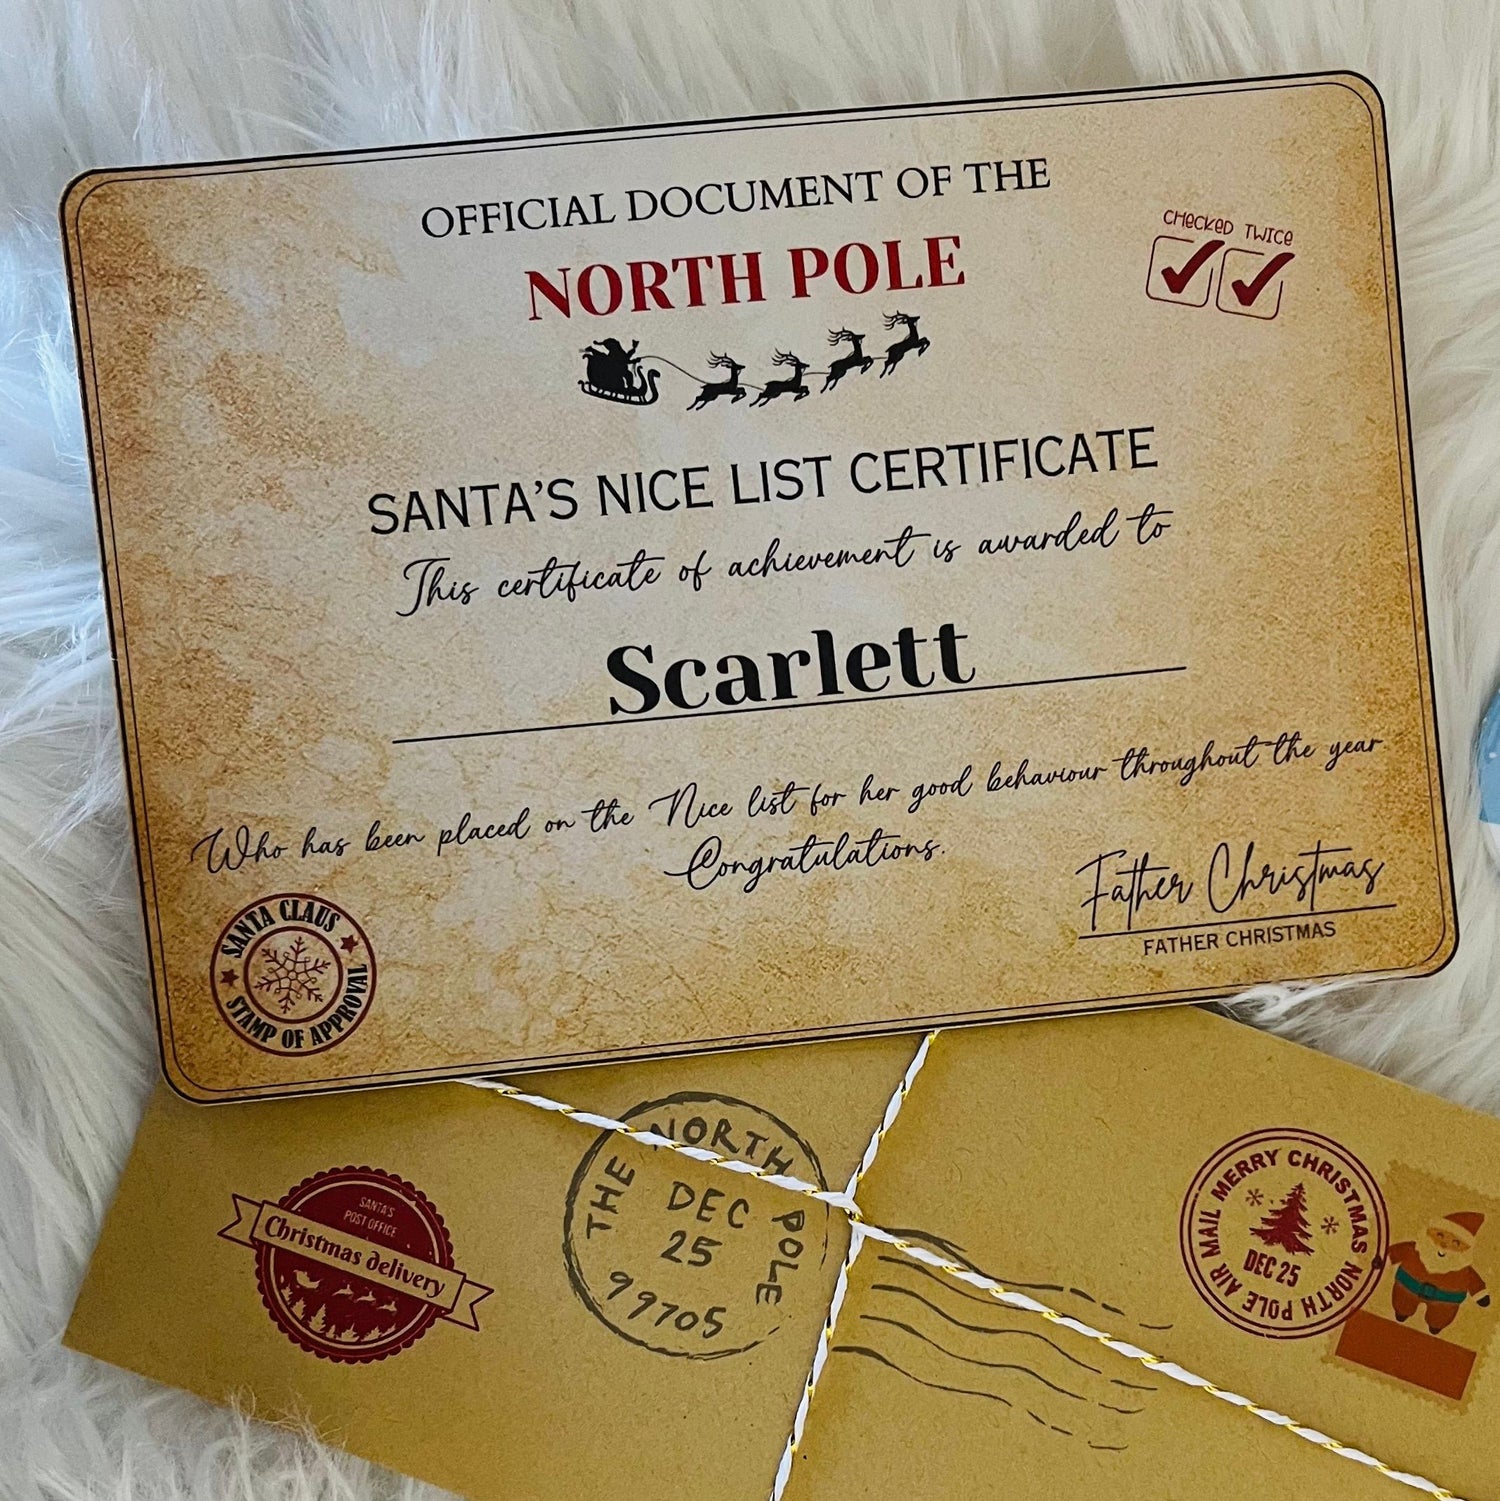 OFFICIAL DOCUMENT OF THE
NORTH POLE
CHECKED TWICE
SANTA'S NICE LIST CERTIFICATE
This certificate of achievement is awarded to
Scarlett
Who has been placed on the Nice list for her good behaviour throughout the year.
Congratulations.
Father Christmas
FATHER CHRISTMAS
SANTA CLAUS
STAMP OF APPROVAL
SANTA'S
POST OFFICE
Christmas delivery
THE NORTH POLE
DEC
25
99705
MERRY CHRISTMAS NORTH POLE AIR MAIL
DEC 25